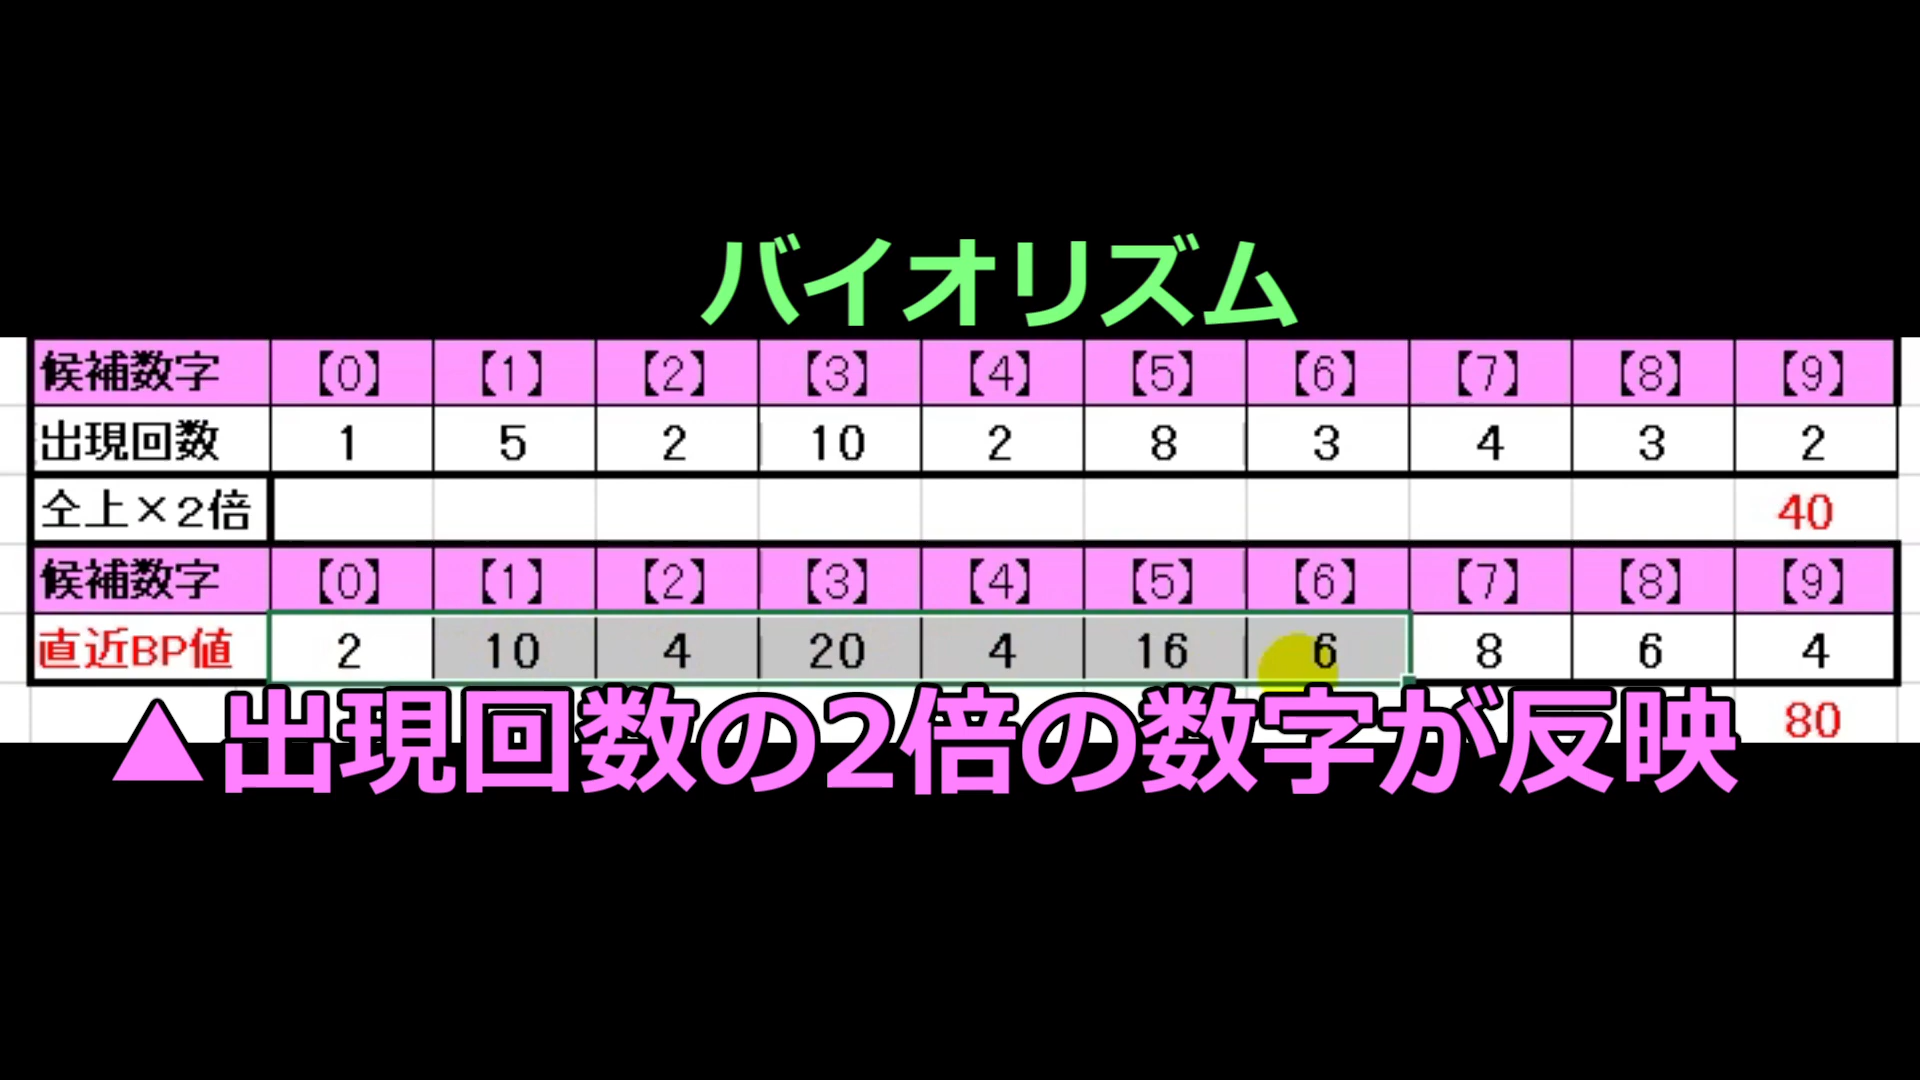 バイオリズム
候補数字 【0】 【1】 【2】 【3】 【4】 【5】 【6】 【7】 【8】 【9】
出現回数 1 5 2 10 2 8 3 4 3 2
仝上×2倍 40
候補数字 【0】 【1】 【2】 【3】 【4】 【5】 【6】 【7】 【8】 【9】
直近BP値 2 10 4 20 4 16 6 8 6 4
80
▲出現回数の2倍の数字が反映